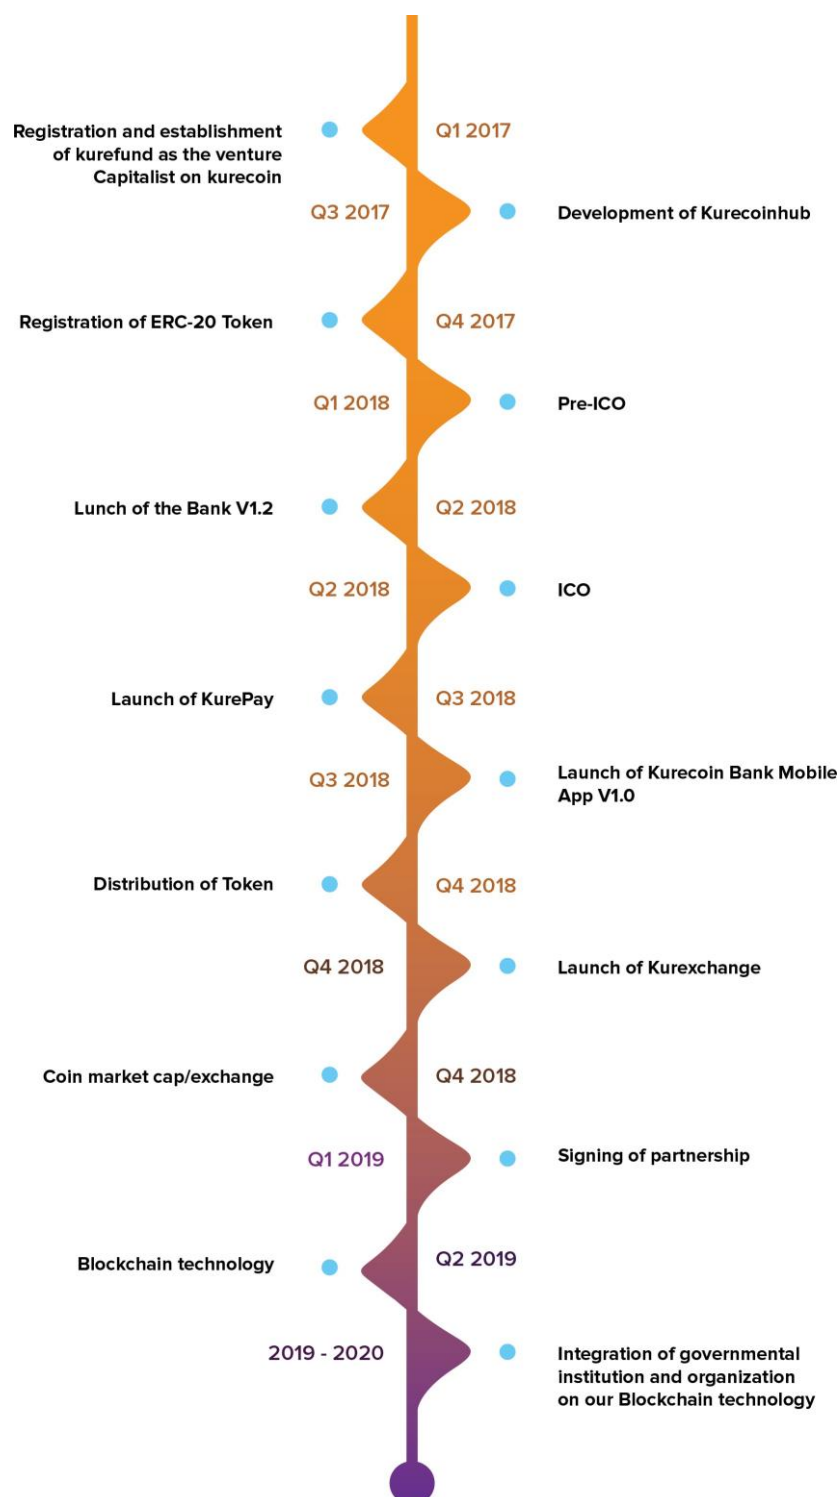 Registration and establishment
of kurefund as the venture
Capitalist on kurecoin
Q1 2017
Q3 2017
Development of Kurecoinhub
Registration of ERC-20 Token
Q4 2017
Q1 2018
Pre-ICO
Lunch of the Bank V1.2
Q2 2018
Q2 2018
ICO
Launch of KurePay
Q3 2018
Q3 2018
Launch of Kurecoin Bank Mobile
App V1.0
Distribution of Token
Q4 2018
Q4 2018
Launch of Kurexchange
Coin market cap/exchange
Q4 2018
Q1 2019
Signing of partnership
Blockchain technology
Q2 2019
2019 - 2020
Integration of governmental
institution and organization
on our Blockchain technology